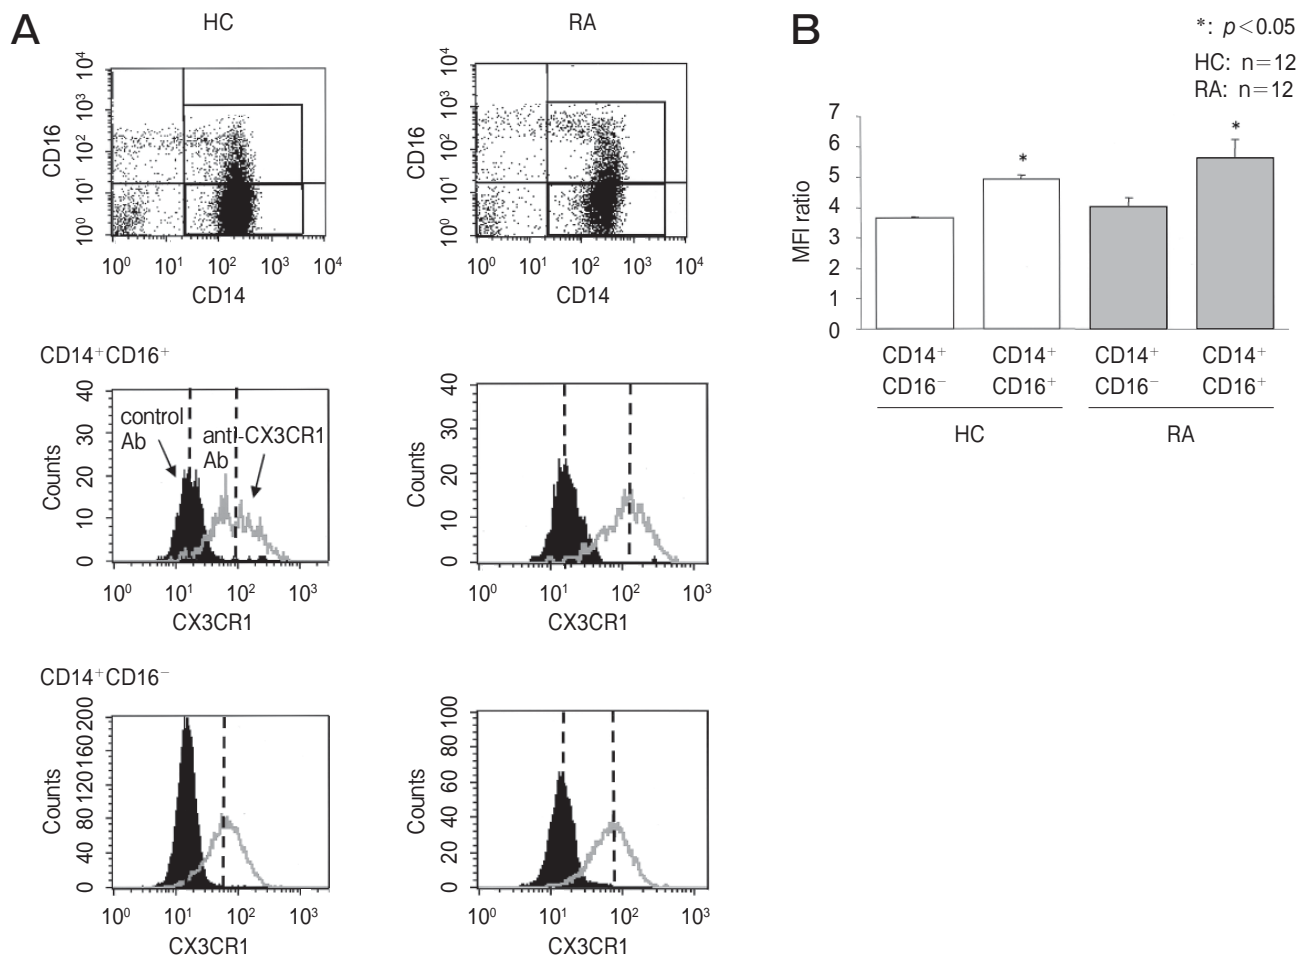 A
HC
RA
CD16
10⁰ 10¹ 10² 10³ 10⁴
10⁰ 10¹ 10² 10³ 10⁴
CD14
CD16
10⁰ 10¹ 10² 10³ 10⁴
10⁰ 10¹ 10² 10³ 10⁴
CD14
CD14⁺CD16⁺
Counts
0 10 20 30 40
control
Ab
anti-CX3CR1
Ab
10⁰ 10¹ 10² 10³
CX3CR1
Counts
0 10 20 30 40
10⁰ 10¹ 10² 10³
CX3CR1
CD14⁺CD16⁻
Counts
0 40 80 120 160 200
10⁰ 10¹ 10² 10³
CX3CR1
Counts
0 20 40 60 80 100
10⁰ 10¹ 10² 10³
CX3CR1
B
*: p<0.05
HC: n=12
RA: n=12
MFI ratio
7
6
5
4
3
2
1
0
*
*
CD14⁺ CD14⁺ CD14⁺ CD14⁺
CD16⁻ CD16⁺ CD16⁻ CD16⁺
HC RA